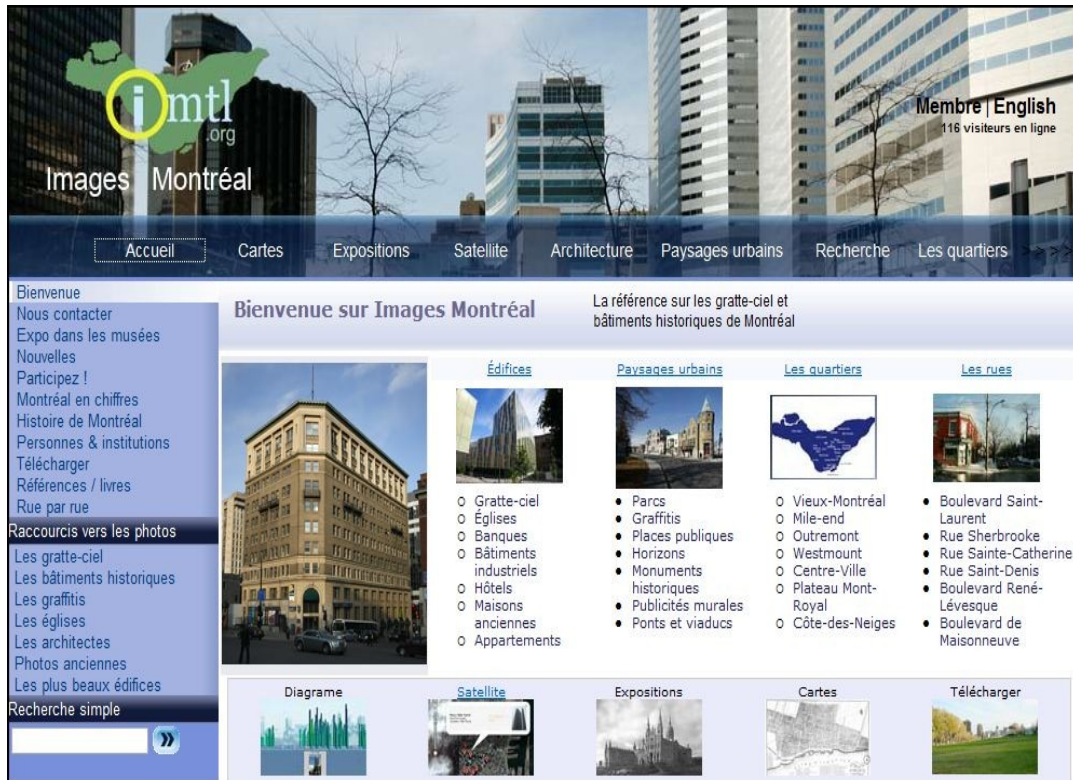 imtl
.org
Images Montréal
Membre | English
116 visiteurs en ligne
Accueil Cartes Expositions Satellite Architecture Paysages urbains Recherche Les quartiers >>>>
Bienvenue
Nous contacter
Expo dans les musées
Nouvelles
Participez !
Montréal en chiffres
Histoire de Montréal
Personnes & institutions
Télécharger
Références / livres
Rue par rue
Raccourcis vers les photos
Les gratte-ciel
Les bâtiments historiques
Les graffitis
Les églises
Les architectes
Photos anciennes
Les plus beaux édifices
Recherche simple
Bienvenue sur Images Montréal
La référence sur les gratte-ciel et
bâtiments historiques de Montréal
Édifices
Gratte-ciel
Églises
Banques
Bâtiments
industriels
Hôtels
Maisons
anciennes
Appartements
Paysages urbains
Parcs
Graffitis
Places publiques
Horizons
Monuments
historiques
Publicités murales
Ponts et viaducs
Les quartiers
Vieux-Montréal
Mile-end
Outremont
Westmount
Centre-Ville
Plateau Mont-
Royal
Côte-des-Neiges
Les rues
Boulevard Saint-
Laurent
Rue Sherbrooke
Rue Sainte-Catherine
Rue Saint-Denis
Boulevard René-
Lévesque
Boulevard de
Maisonneuve
Diagrame
Satellite
Expositions
Cartes
Télécharger